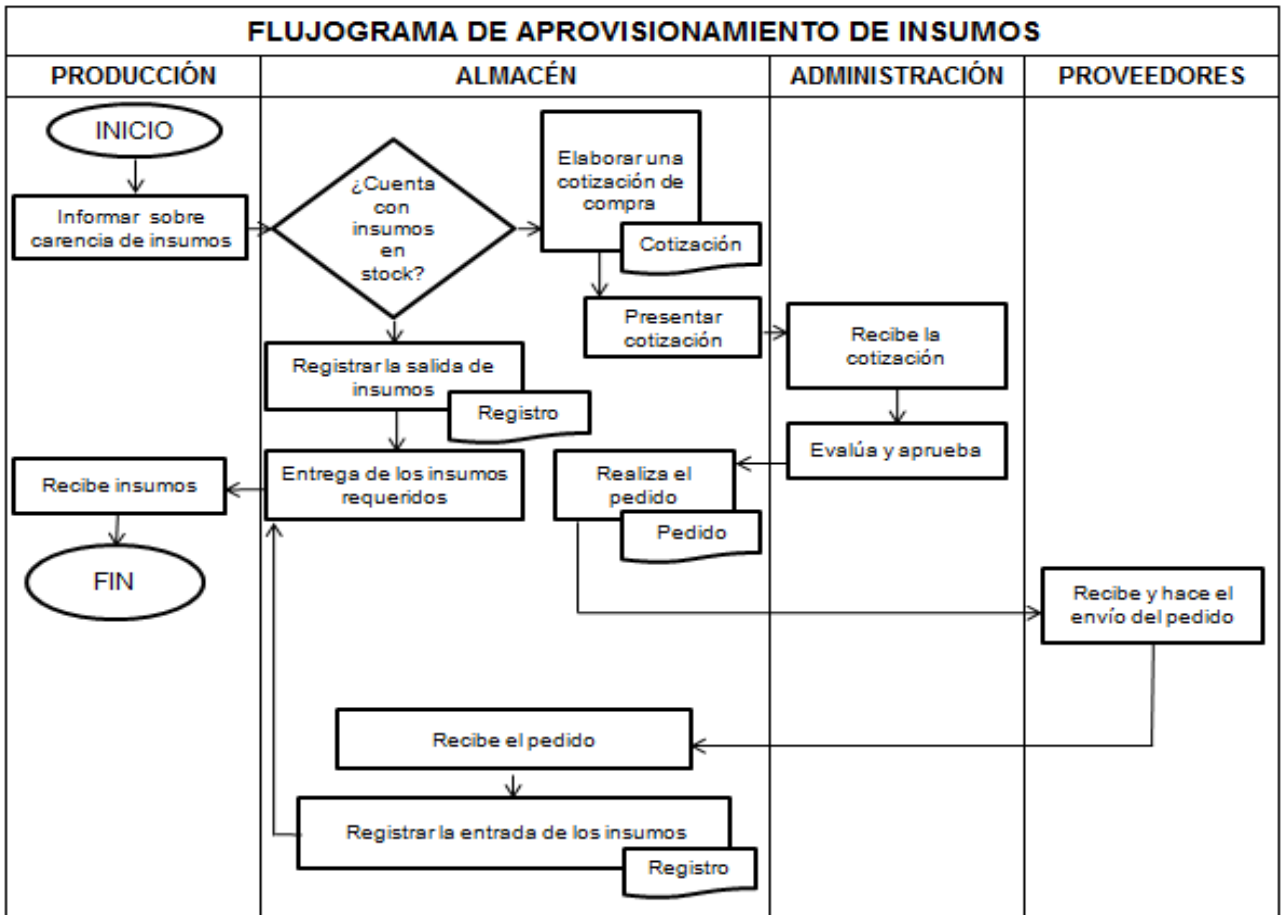 FLUJOGRAMA DE APROVISIONAMIENTO DE INSUMOS
PRODUCCIÓN
ALMACÉN
ADMINISTRACIÓN
PROVEEDORES
INICIO
Informar sobre
carencia de insumos
¿Cuenta
con
insumos
en
stock?
Elaborar una
cotización de
compra
Cotización
Presentar
cotización
Recibe la
cotización
Registrar la salida de
insumos
Registro
Evalúa y aprueba
Recibe insumos
Entrega de los insumos
requeridos
Realiza el
pedido
Pedido
FIN
Recibe y hace el
envío del pedido
Recibe el pedido
Registrar la entrada de los insumos
Registro